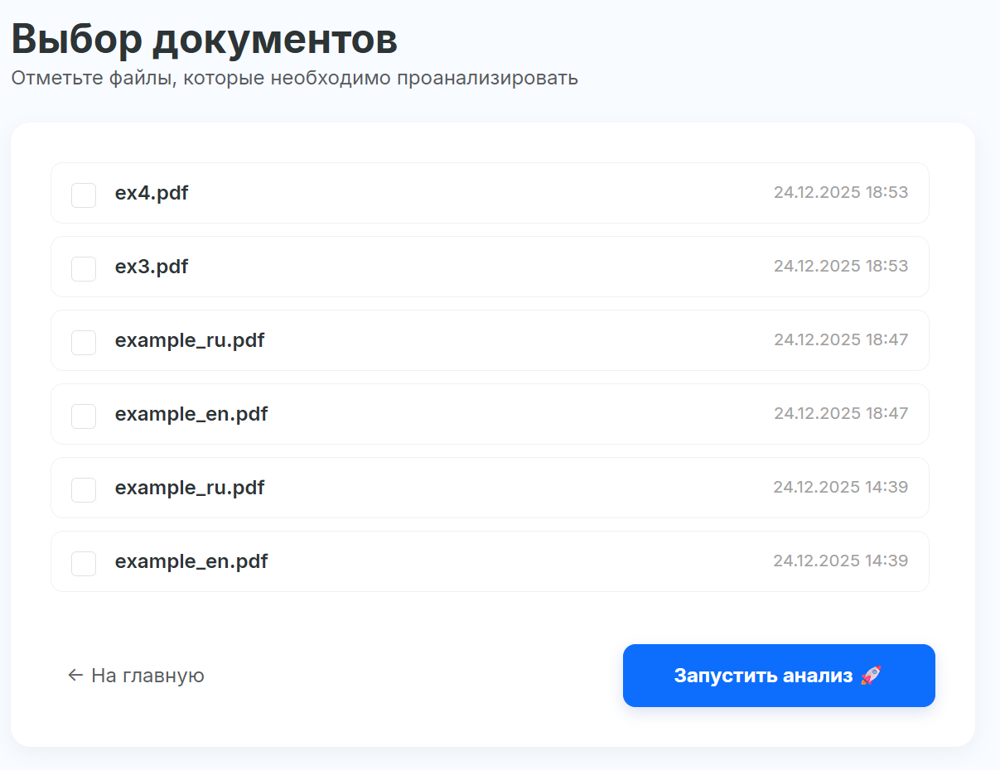 Выбор документов
Отметьте файлы, которые необходимо проанализировать
ex4.pdf 24.12.2025 18:53
ex3.pdf 24.12.2025 18:53
example_ru.pdf 24.12.2025 18:47
example_en.pdf 24.12.2025 18:47
example_ru.pdf 24.12.2025 14:39
example_en.pdf 24.12.2025 14:39
← На главную Запустить анализ 🚀